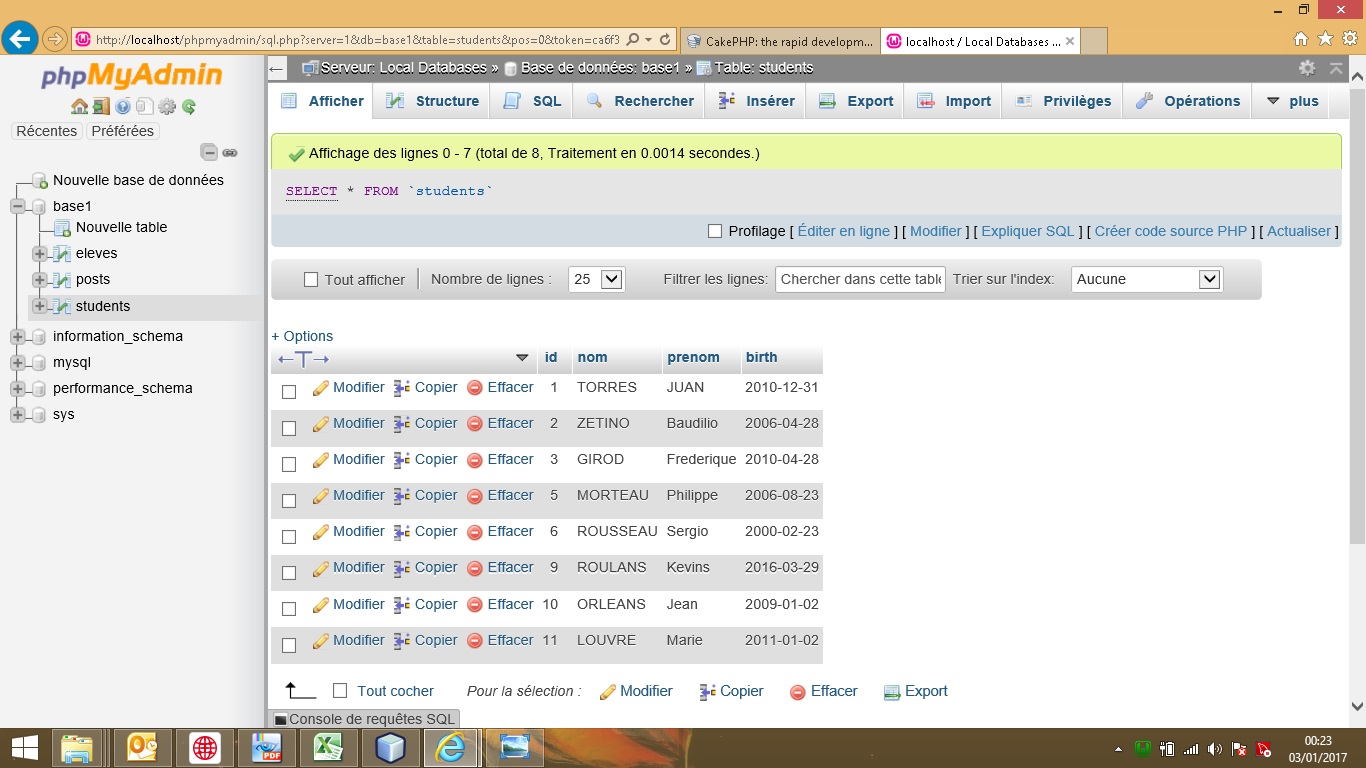 http://localhost/phpmyadmin/sql.php?server=1&db=base1&table=students&pos=0&token=ca6f3
CakePHP: the rapid developm...
localhost / Local Databases ...
phpMyAdmin
Récentes Préférées
Nouvelle base de données
base1
Nouvelle table
eleves
posts
students
information_schema
mysql
performance_schema
sys
Serveur: Local Databases » Base de données: base1 » Table: students
Afficher Structure SQL Rechercher Insérer Export Import Privilèges Opérations plus
Affichage des lignes 0 - 7 (total de 8, Traitement en 0.0014 secondes.)
SELECT * FROM `students`
Profilage [ Éditer en ligne ] [ Modifier ] [ Expliquer SQL ] [ Créer code source PHP ] [ Actualiser ]
Tout afficher Nombre de lignes : 25 Filtrer les lignes: Chercher dans cette table Trier sur l'index: Aucune
+ Options
←T→ id nom prenom birth
Modifier Copier Effacer 1 TORRES JUAN 2010-12-31
Modifier Copier Effacer 2 ZETINO Baudilio 2006-04-28
Modifier Copier Effacer 3 GIROD Frederique 2010-04-28
Modifier Copier Effacer 5 MORTEAU Philippe 2006-08-23
Modifier Copier Effacer 6 ROUSSEAU Sergio 2000-02-23
Modifier Copier Effacer 9 ROULANS Kevins 2016-03-29
Modifier Copier Effacer 10 ORLEANS Jean 2009-01-02
Modifier Copier Effacer 11 LOUVRE Marie 2011-01-02
Tout cocher Pour la sélection : Modifier Copier Effacer Export
Console de requêtes SQL
00:23
03/01/2017